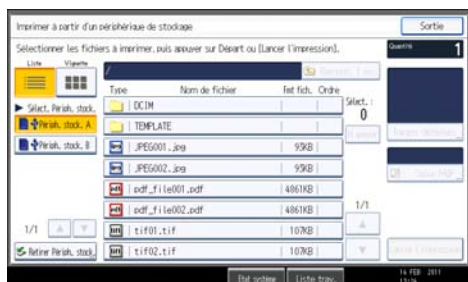 Imprimer à partir d'un périphérique de stockage
Sortie
Sélectionner les fichiers à imprimer, puis appuyer sur Départ ou [Lancer l'impression].
Quantité
1
Liste
Vignette
/
Type
Nom de fichier
Fmt fich.
Ordre
Sélect. périph. stock.
Sélect. :
0
DCIM
Périph. stock. A
TEMPLATE
Périph. stock. B
JPEG001.jpg
95KB
JPEG002.jpg
95KB
pdf_file001.pdf
4861KB
pdf_file002.pdf
4861KB
1/1
1/1
tif01.tif
107KB
Retirer Périph. stock.
tif02.tif
107KB
Etat système
Liste trav.
14 FEB 2011